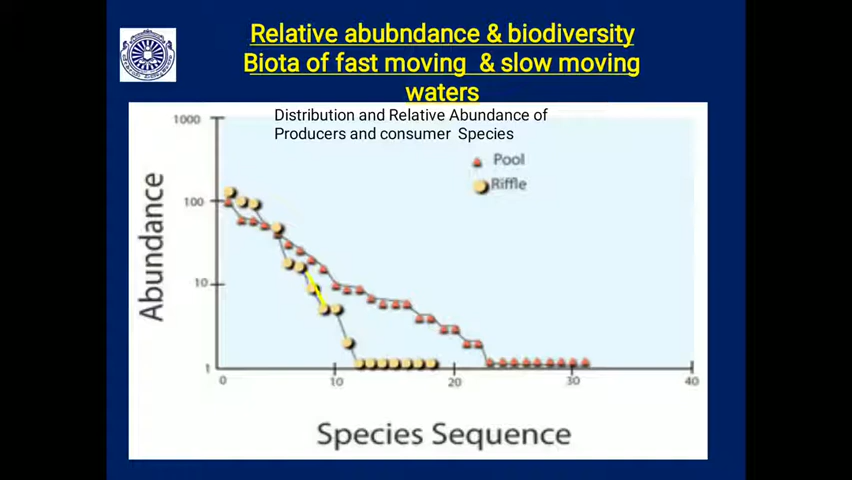 Relative abubndance & biodiversity
Biota of fast moving & slow moving
waters
Distribution and Relative Abundance of
Producers and consumer Species
1000
Pool
Riffle
100
Abundance
10
1
0 10 20 30 40
Species Sequence